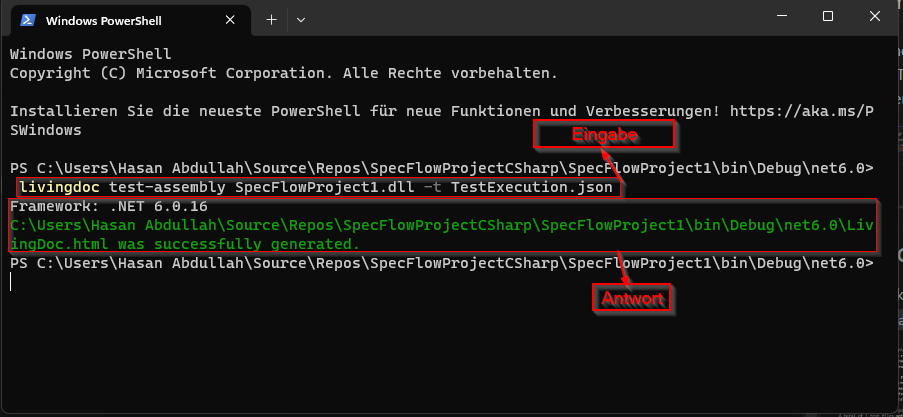 Windows PowerShell
Windows PowerShell
Copyright (C) Microsoft Corporation. Alle Rechte vorbehalten.
Installieren Sie die neueste PowerShell für neue Funktionen und Verbesserungen! https://aka.ms/P
SWindows
Eingabe
PS C:\Users\Hasan Abdullah\Source\Repos\SpecFlowProjectCSharp\SpecFlowProject1\bin\Debug\net6.0>
livingdoc test-assembly SpecFlowProject1.dll -t TestExecution.json
Framework: .NET 6.0.16
C:\Users\Hasan Abdullah\Source\Repos\SpecFlowProjectCSharp\SpecFlowProject1\bin\Debug\net6.0\Liv
ingDoc.html was successfully generated.
PS C:\Users\Hasan Abdullah\Source\Repos\SpecFlowProjectCSharp\SpecFlowProject1\bin\Debug\net6.0>
Antwort